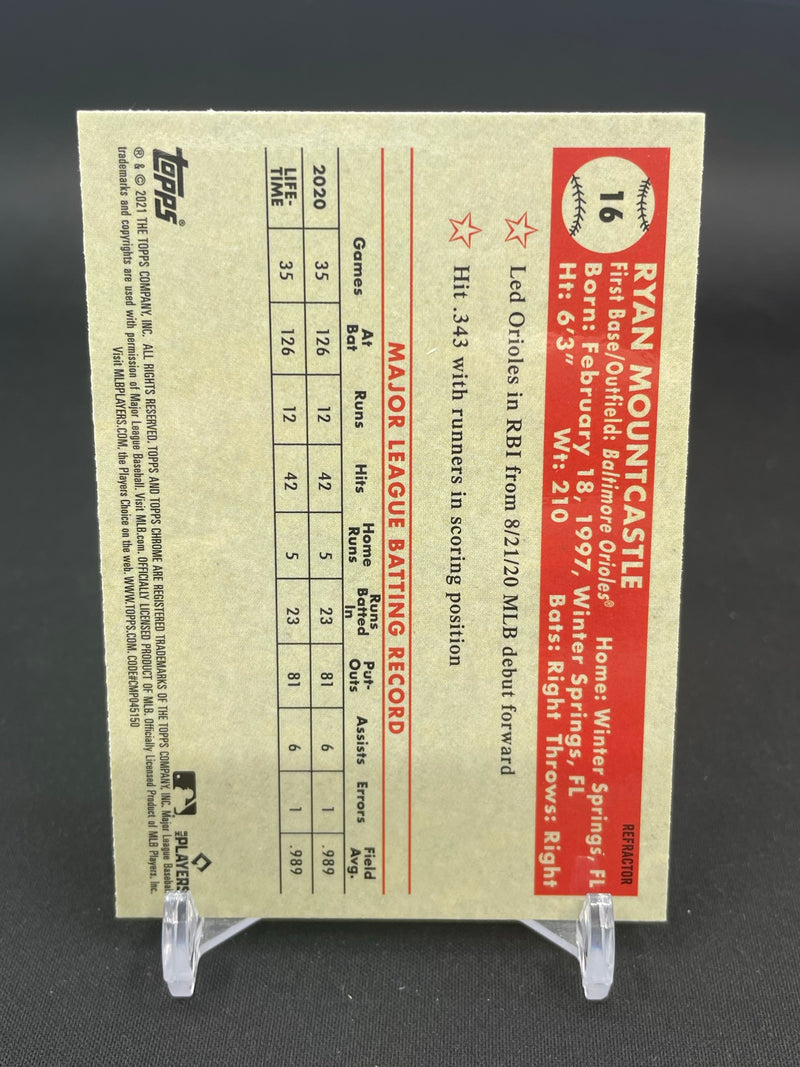 16
REFRACTOR
RYAN MOUNTCASTLE
First Base/Outfield: Baltimore Orioles® Home: Winter Springs, FL
Born: February 18, 1997, Winter Springs, FL
Ht: 6'3" Wt: 210 Bats: Right Throws: Right
Led Orioles in RBI from 8/21/20 MLB debut forward
Hit .343 with runners in scoring position
MAJOR LEAGUE BATTING RECORD
Games At Bat Runs Hits Home Runs Runs Batted In Put-Outs Assists Errors Field Avg.
2020 35 126 12 42 5 23 81 6 1 .989
LIFE-TIME 35 126 12 42 5 23 81 6 1 .989
topps®
MLB PLAYERS
® & © 2021 THE TOPPS COMPANY, INC. ALL RIGHTS RESERVED. TOPPS AND TOPPS CHROME ARE REGISTERED TRADEMARKS OF THE TOPPS COMPANY, INC. Major League Baseball
trademarks and copyrights are used with permission of Major League Baseball. Visit MLB.com. OFFICIALLY LICENSED PRODUCT OF MLB. Officially Licensed Product of MLB Players, Inc.
Visit MLBPLAYERS.COM, the Players Choice on the web. WWW.TOPPS.COM. CODE#CMP045150